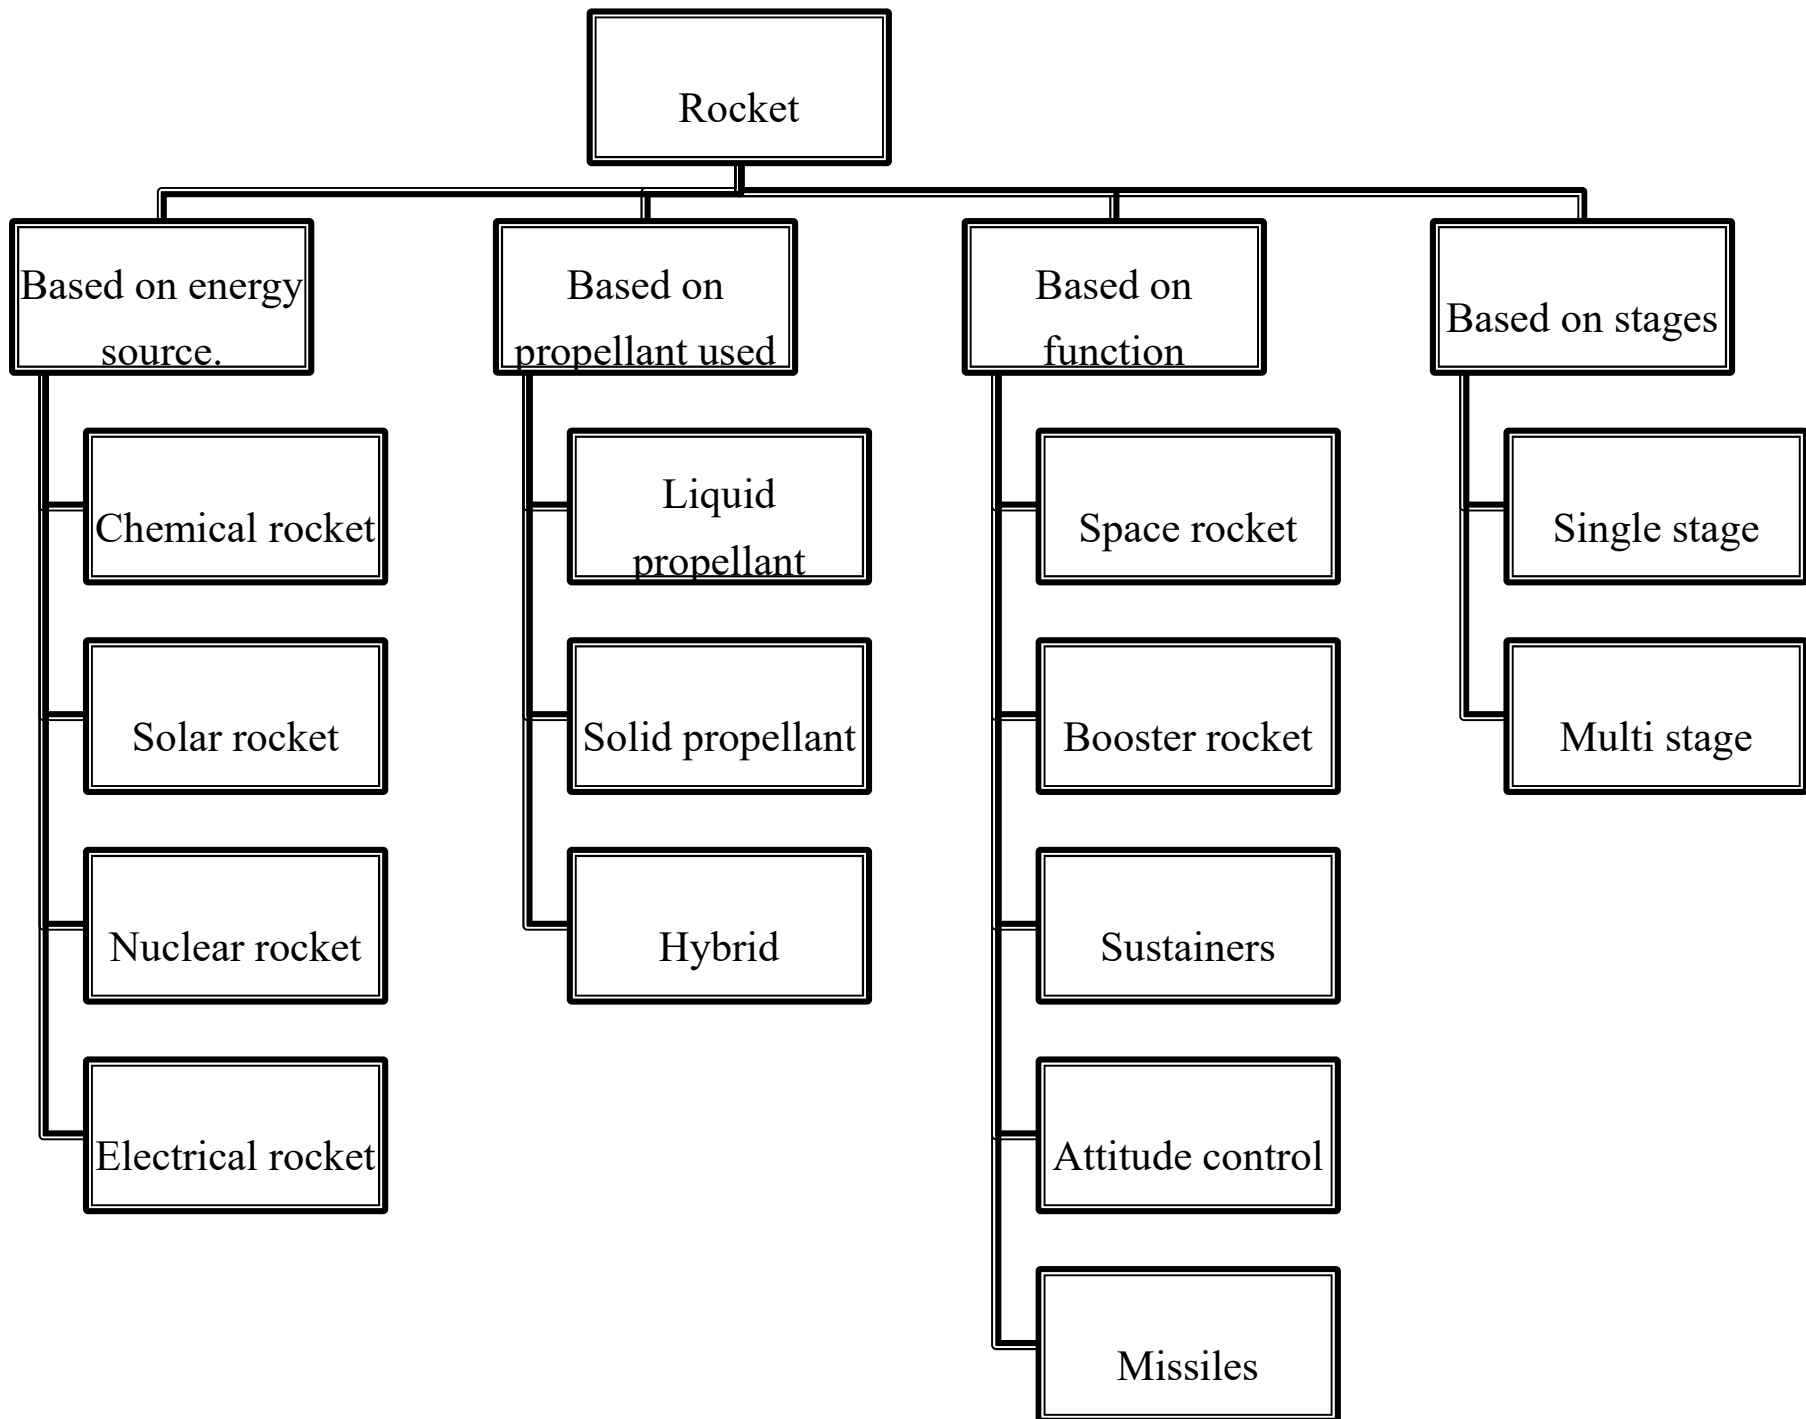 Rocket
Based on energy
source.
Based on
propellant used
Based on
function
Based on stages
Chemical rocket
Liquid
propellant
Space rocket
Single stage
Solar rocket
Solid propellant
Booster rocket
Multi stage
Nuclear rocket
Hybrid
Sustainers
Electrical rocket
Attitude control
Missiles